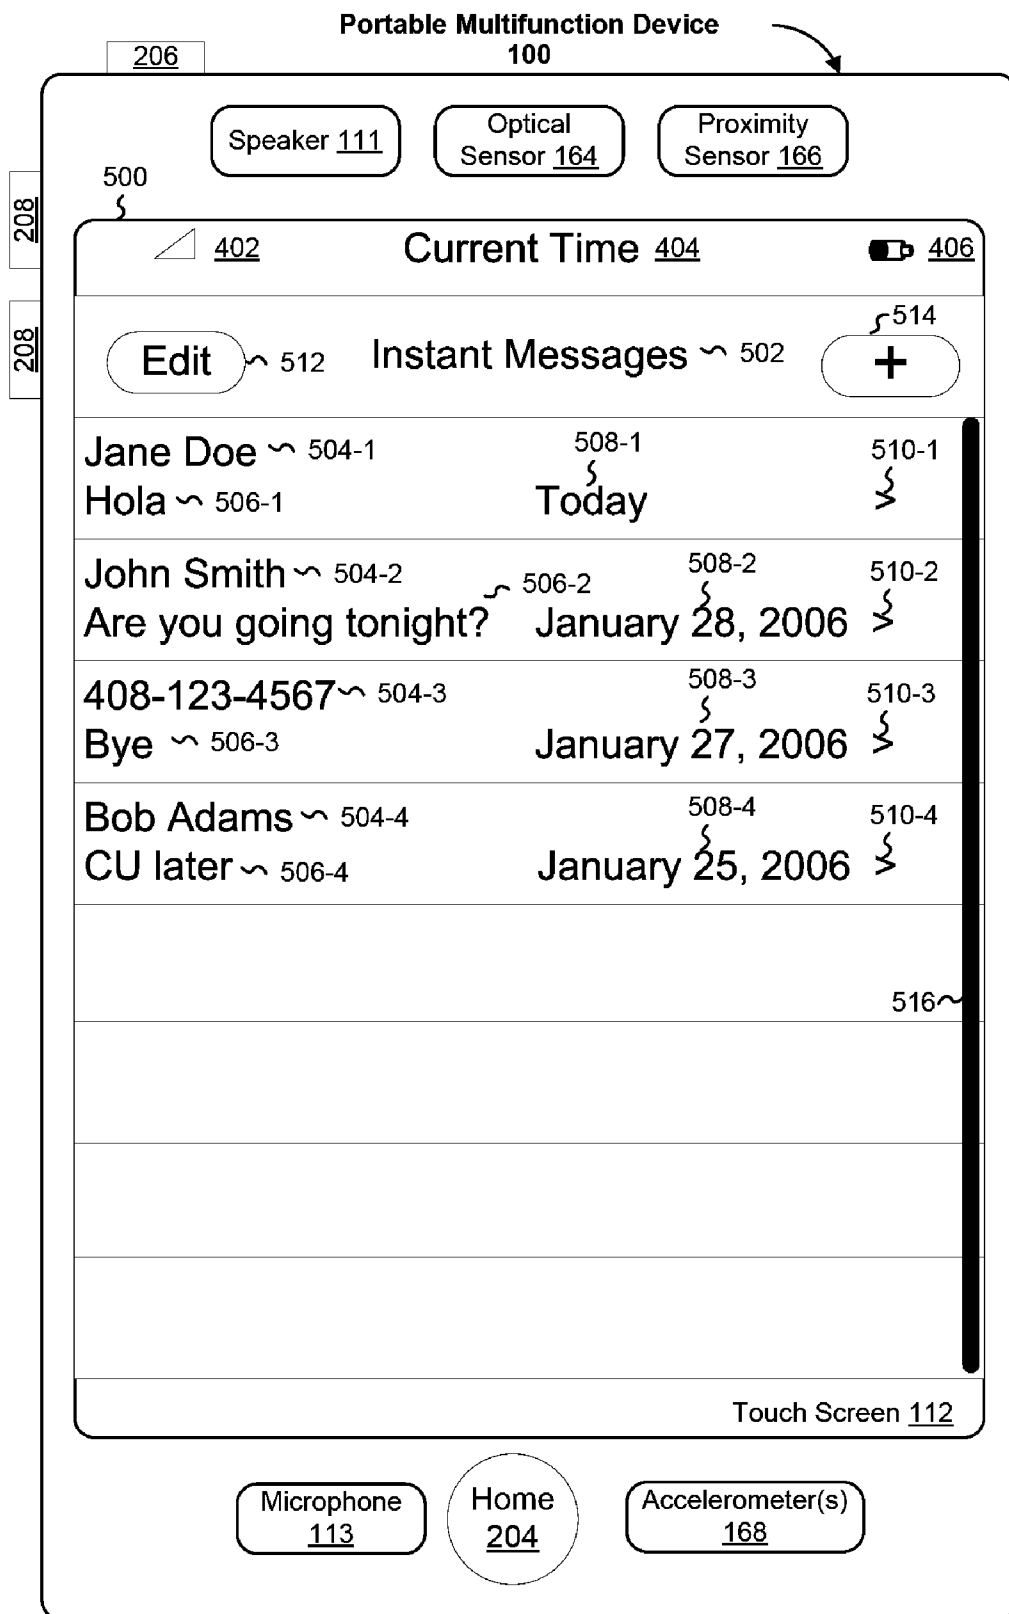 Portable Multifunction Device
100
206
Speaker 111
Optical
Sensor 164
Proximity
Sensor 166
500
208
208
402
Current Time 404
406
Edit
512
Instant Messages 502
514
+
Jane Doe 504-1
508-1
510-1
Hola 506-1
Today
>
John Smith 504-2
506-2
508-2
510-2
Are you going tonight?
January 28, 2006
>
408-123-4567 504-3
508-3
510-3
Bye 506-3
January 27, 2006
>
Bob Adams 504-4
508-4
510-4
CU later 506-4
January 25, 2006
>
516
Touch Screen 112
Microphone
113
Home
204
Accelerometer(s)
168